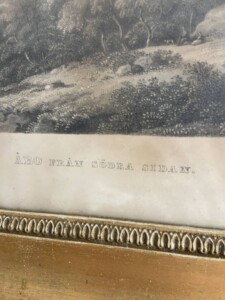 ÅBO FRÅN SÖDRA SIDAN.